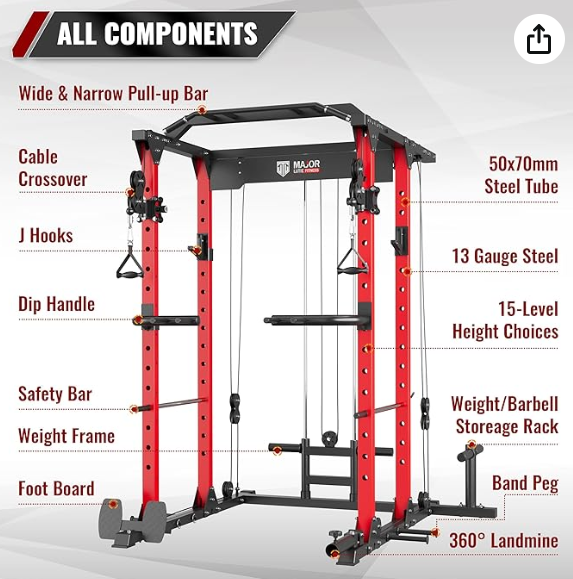 ALL COMPONENTS
Wide & Narrow Pull-up Bar
Cable
Crossover
J Hooks
Dip Handle
Safety Bar
Weight Frame
Foot Board
MAJOR
LUTIE FITNESS
50x70mm
Steel Tube
13 Gauge Steel
15-Level
Height Choices
Weight/Barbell
Storeage Rack
Band Peg
360° Landmine